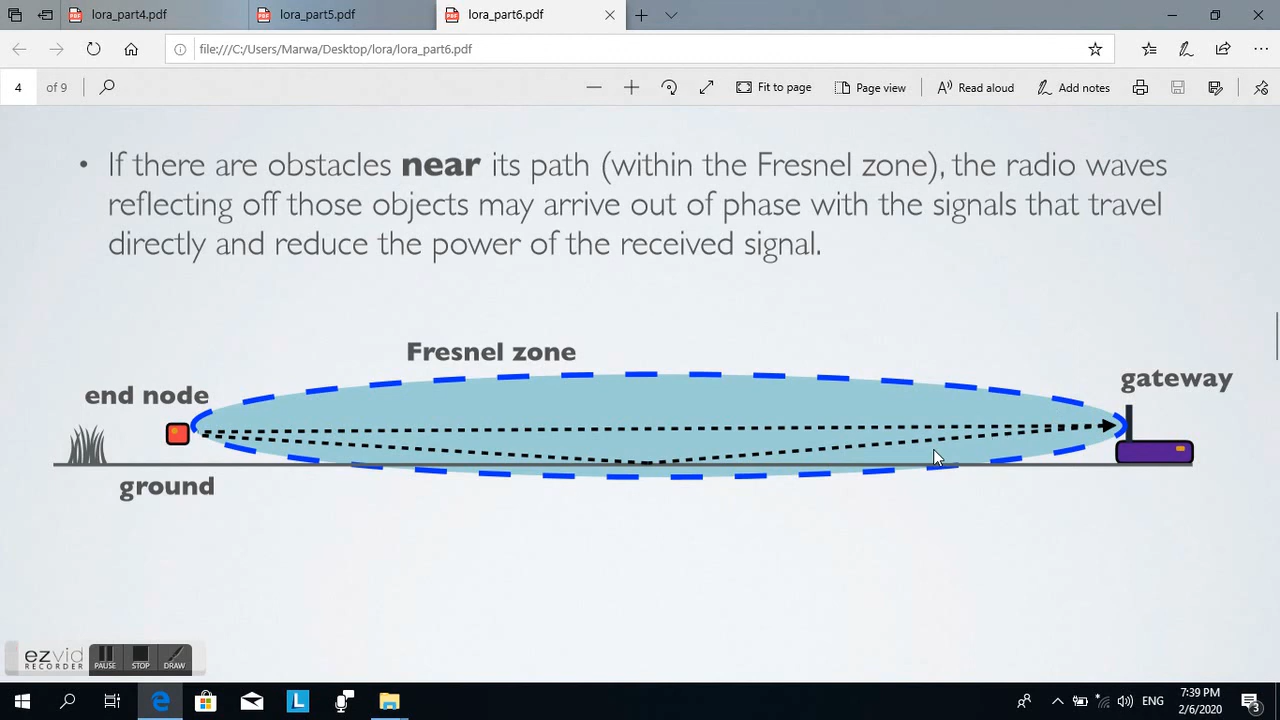 lora_part4.pdf
lora_part5.pdf
lora_part6.pdf
file:///C:/Users/Marwa/Desktop/lora/lora_part6.pdf
4 of 9
Fit to page
Page view
Read aloud
Add notes
• If there are obstacles near its path (within the Fresnel zone), the radio waves
reflecting off those objects may arrive out of phase with the signals that travel
directly and reduce the power of the received signal.
Fresnel zone
end node
gateway
ground
ezvid
RECORDER
PAUSE
STOP
DRAW
L
ENG
7:39 PM
2/6/2020
3